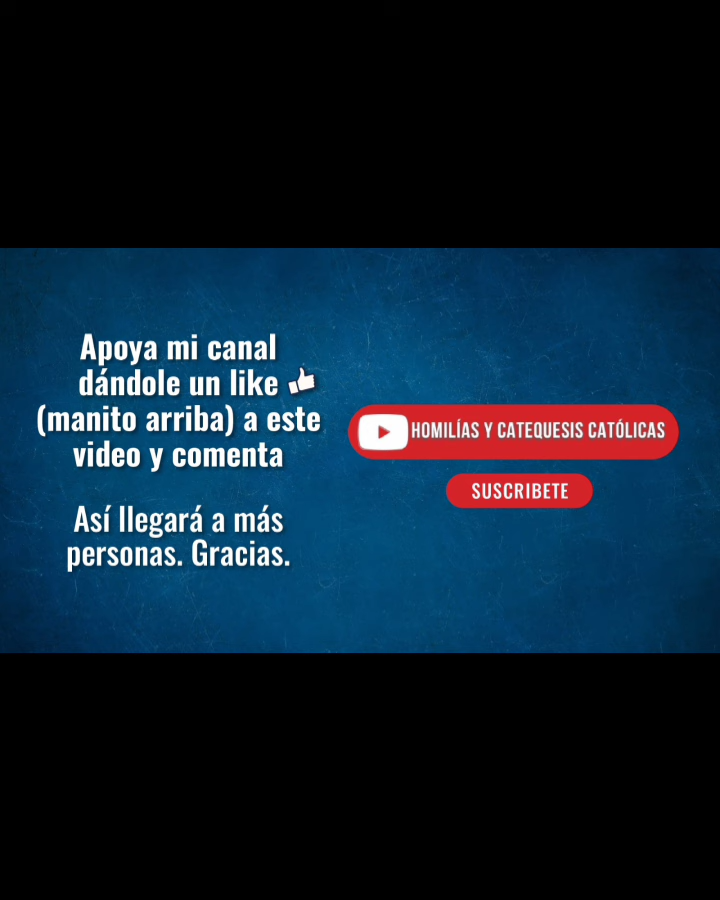 Apoya mi canal
dándole un like
(manito arriba) a este
video y comenta
Así llegará a más
personas. Gracias.
HOMILÍAS Y CATEQUESIS CATÓLICAS
SUSCRIBETE